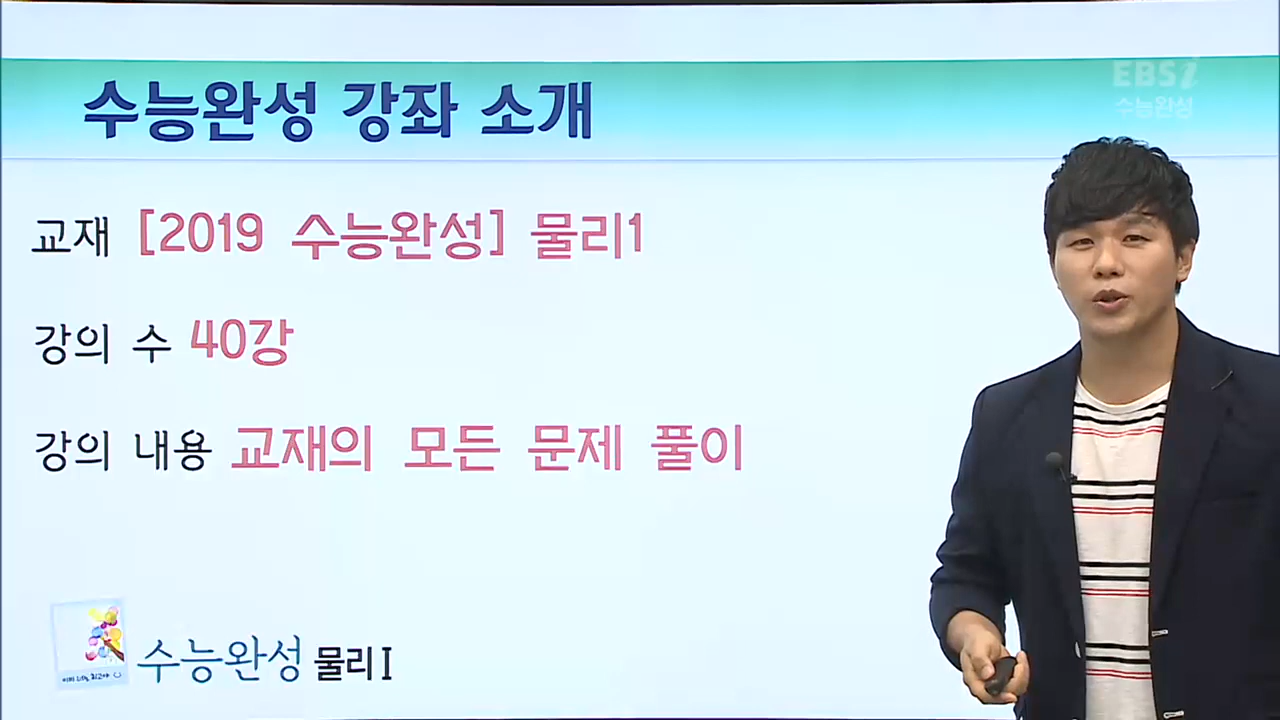 수능완성 강좌 소개
EBSi
수능완성
교재 [2019 수능완성] 물리1
강의 수 40강
강의 내용 교재의 모든 문제 풀이
수능완성 물리 I